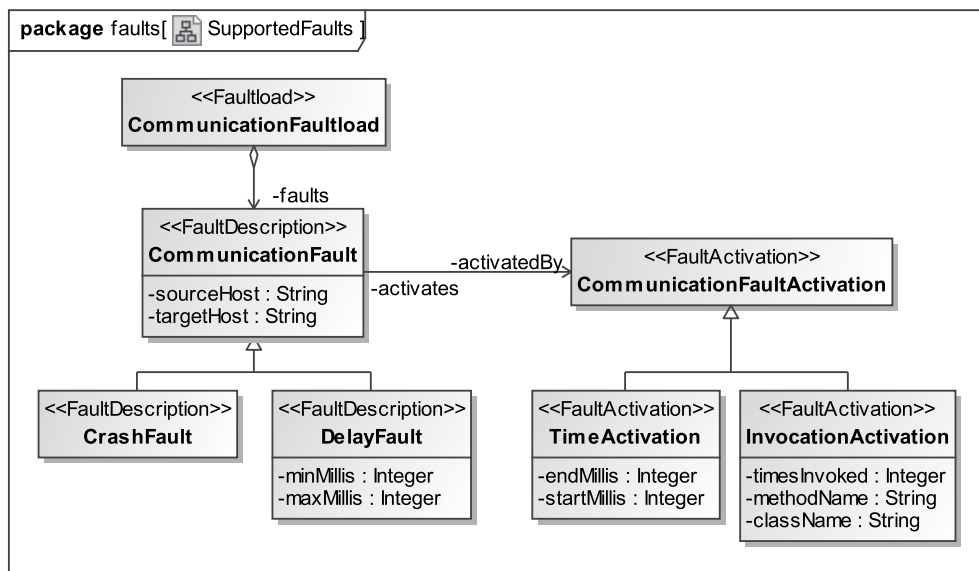 package faults[ SupportedFaults ]
<<Faultload>>
CommunicationFaultload
-faults
<<FaultDescription>>
CommunicationFault
-sourceHost : String
-targetHost : String
-activatedBy
-activates
<<FaultActivation>>
CommunicationFaultActivation
<<FaultDescription>>
CrashFault
<<FaultDescription>>
DelayFault
-minMillis : Integer
-maxMillis : Integer
<<FaultActivation>>
TimeActivation
-endMillis : Integer
-startMillis : Integer
<<FaultActivation>>
InvocationActivation
-timesInvoked : Integer
-methodName : String
-className : String